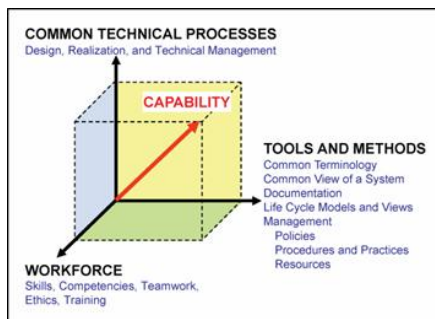 COMMON TECHNICAL PROCESSES
Design, Realization, and Technical Management
CAPABILITY
TOOLS AND METHODS
Common Terminology
Common View of a System
Documentation
Life Cycle Models and Views
Management
Policies
Procedures and Practices
Resources
WORKFORCE
Skills, Competencies, Teamwork,
Ethics, Training